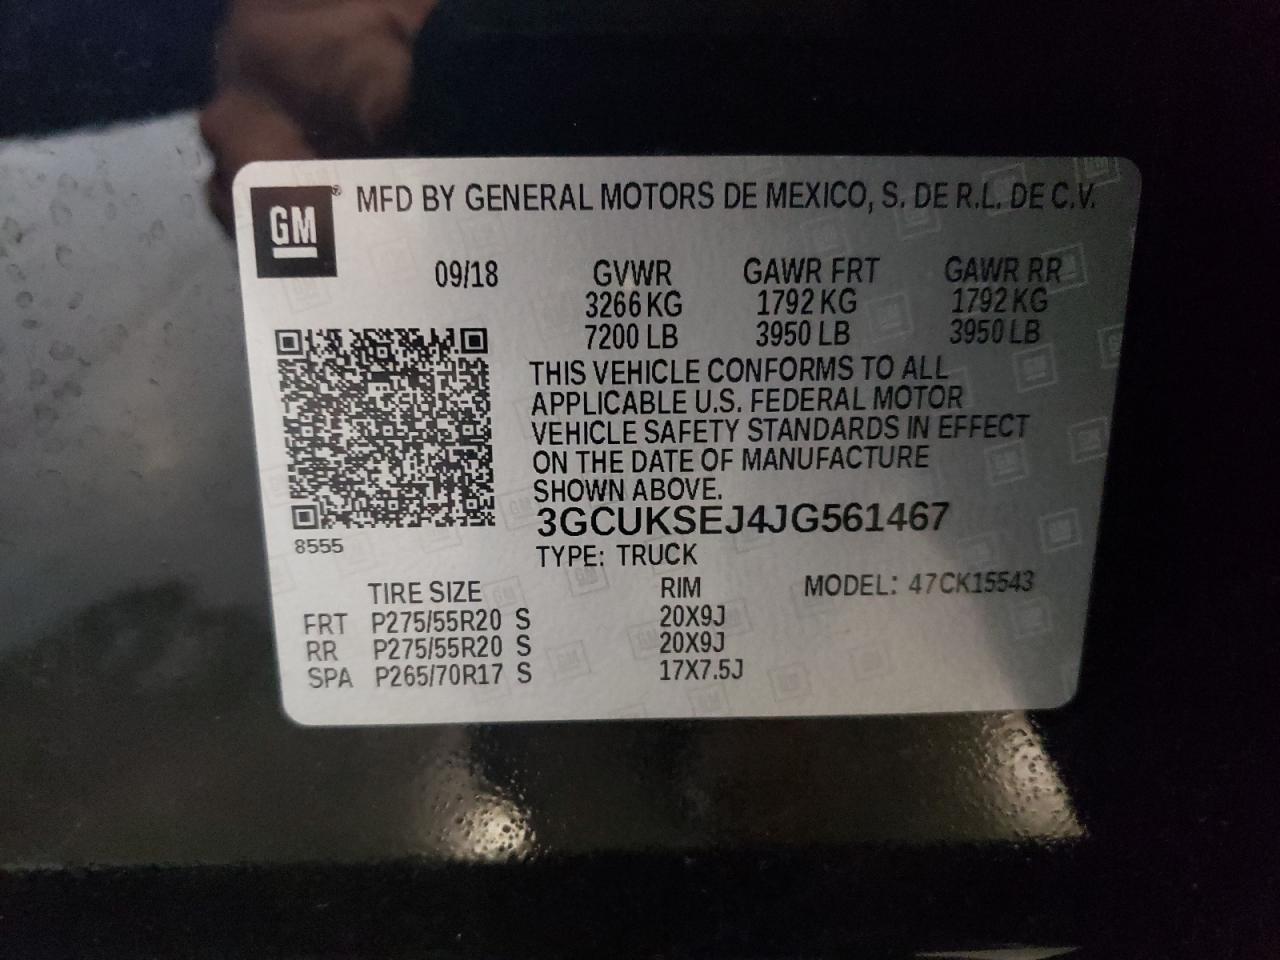 GM
® MFD BY GENERAL MOTORS DE MEXICO, S. DE R.L. DE C.V.
09/18 GVWR GAWR FRT GAWR RR
3266 KG 1792 KG 1792 KG
7200 LB 3950 LB 3950 LB
THIS VEHICLE CONFORMS TO ALL
APPLICABLE U.S. FEDERAL MOTOR
VEHICLE SAFETY STANDARDS IN EFFECT
ON THE DATE OF MANUFACTURE
SHOWN ABOVE.
3GCUKSEJ4JG561467
8555
TYPE: TRUCK
TIRE SIZE RIM MODEL: 47CK15543
FRT P275/55R20 S 20X9J
RR P275/55R20 S 20X9J
SPA P265/70R17 S 17X7.5J